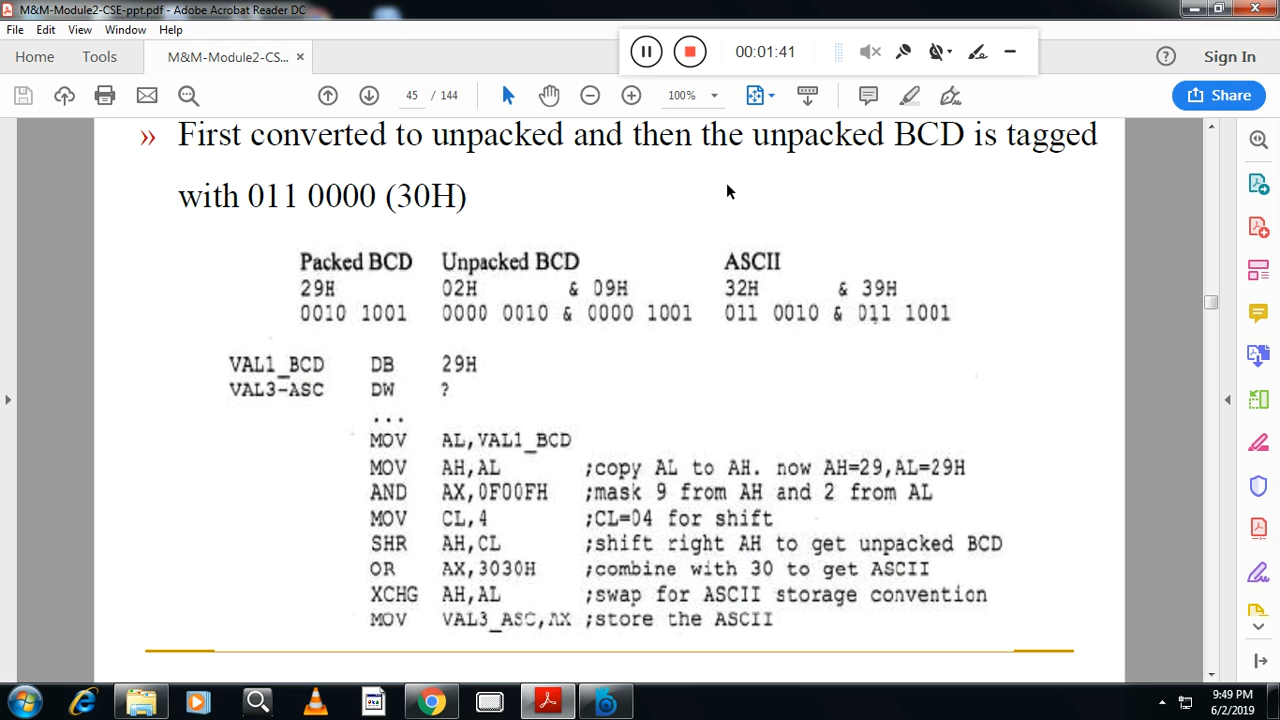 M&M-Module2-CSE-ppt.pdf - Adobe Acrobat Reader DC
File Edit View Window Help
Home Tools M&M-Module2-CS... × 00:01:41 Sign In
45 / 144 100% Share
» First converted to unpacked and then the unpacked BCD is tagged
with 011 0000 (30H)
Packed BCD Unpacked BCD ASCII
29H 02H & 09H 32H & 39H
0010 1001 0000 0010 & 0000 1001 011 0010 & 011 1001
VAL1_BCD DB 29H
VAL3-ASC DW ?
...
MOV AL,VAL1_BCD
MOV AH,AL ;copy AL to AH. now AH=29,AL=29H
AND AX,0F00FH ;mask 9 from AH and 2 from AL
MOV CL,4 ;CL=04 for shift
SHR AH,CL ;shift right AH to get unpacked BCD
OR AX,3030H ;combine with 30 to get ASCII
XCHG AH,AL ;swap for ASCII storage convention
MOV VAL3_ASC,AX ;store the ASCII
9:49 PM
6/2/2019